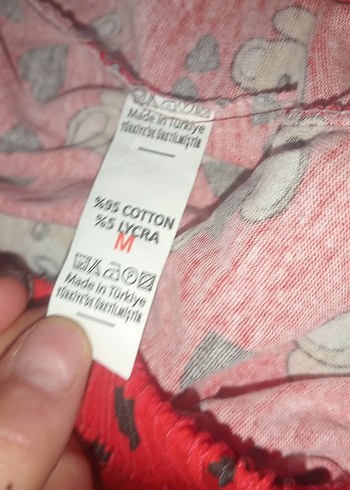 Made in Türkiye
TÜRKİYE'DE ÜRETİLMİŞTİR
%95 COTTON
%5 LYCRA
M
Made in Türkiye
TÜRKİYE'DE ÜRETİLMİŞTİR